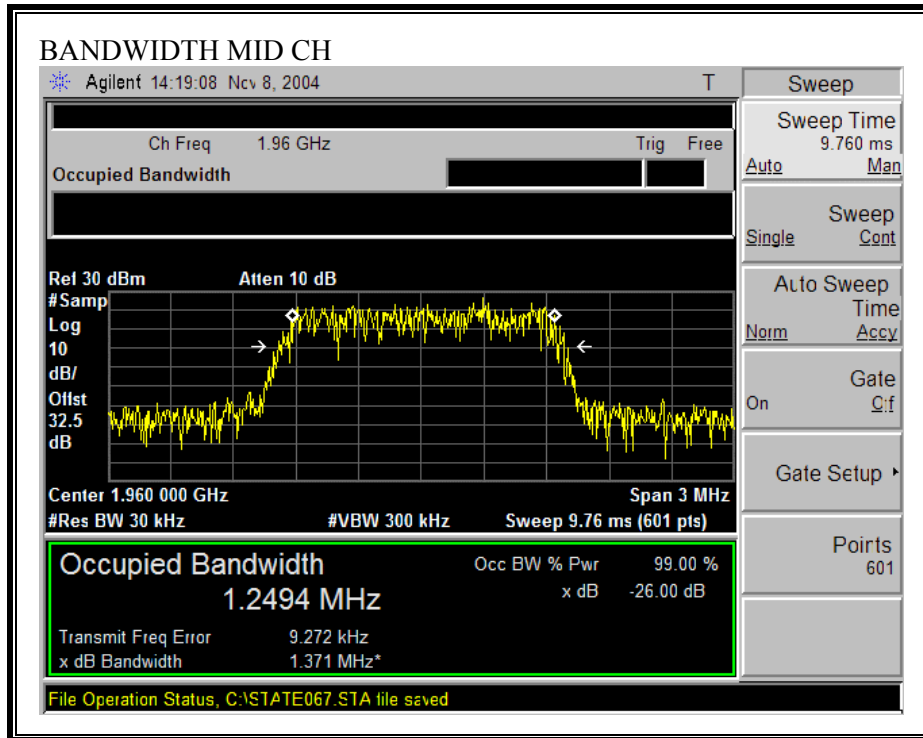 BANDWIDTH MID CH
Agilent 14:19:08 Nov 8, 2004 T
Ch Freq 1.96 GHz Trig Free
Occupied Bandwidth
Ref 30 dBm Atten 10 dB
#Samp
Log
10
dB/
Offst
32.5
dB
Center 1.960 000 GHz Span 3 MHz
#Res BW 30 kHz #VBW 300 kHz Sweep 9.76 ms (601 pts)
Occupied Bandwidth Occ BW % Pwr 99.00 %
1.2494 MHz x dB -26.00 dB
Transmit Freq Error 9.272 kHz
x dB Bandwidth 1.371 MHz*
File Operation Status, C:\STATE067.STA file saved
Sweep
Sweep Time
9.760 ms
Auto Man
Sweep
Single Cont
Auto Sweep
Time
Norm Accy
Gate
On Off
Gate Setup
Points
601